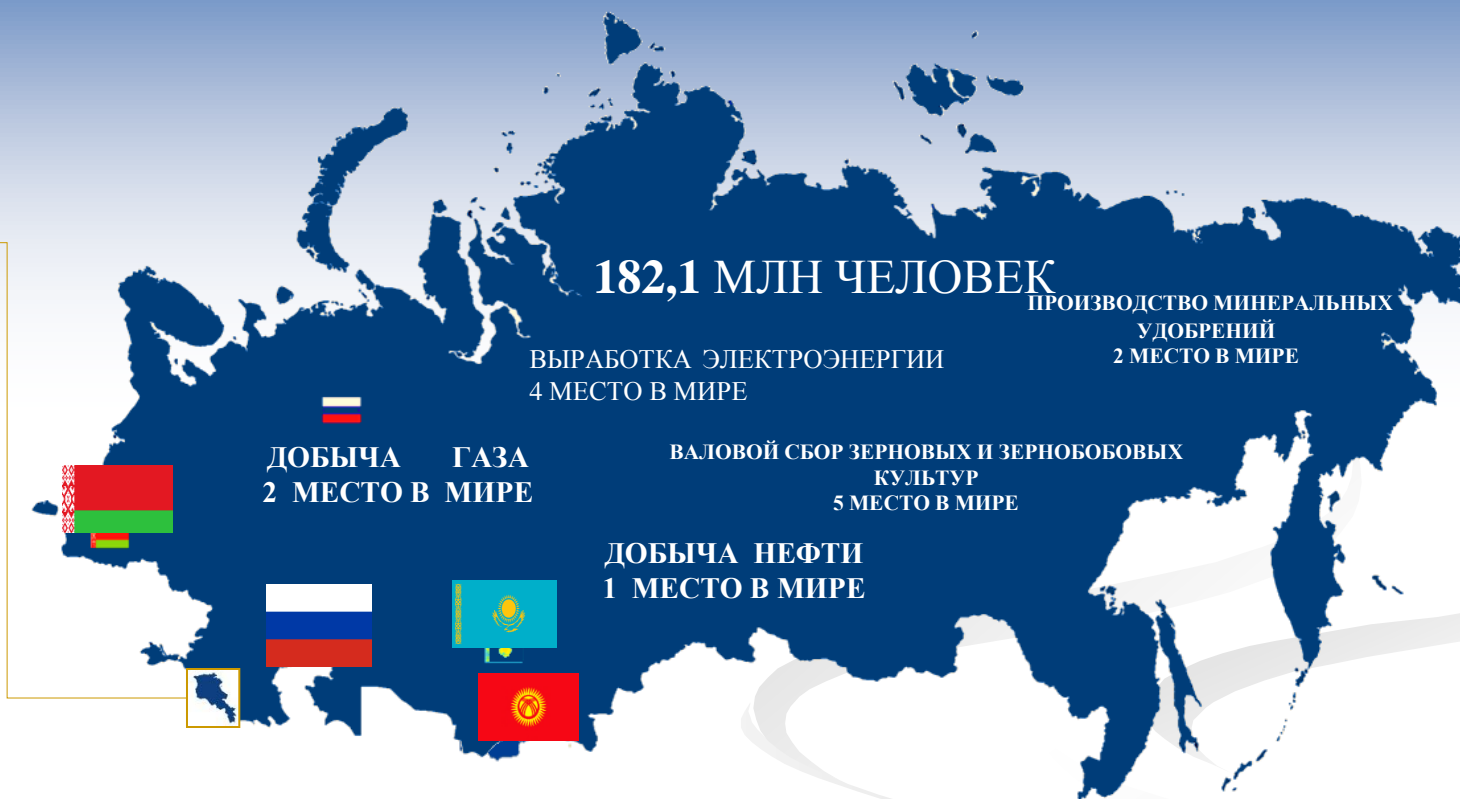 182,1 МЛН ЧЕЛОВЕК
ПРОИЗВОДСТВО МИНЕРАЛЬНЫХ
УДОБРЕНИЙ
2 МЕСТО В МИРЕ
ВЫРАБОТКА ЭЛЕКТРОЭНЕРГИИ
4 МЕСТО В МИРЕ
ДОБЫЧА ГАЗА
2 МЕСТО В МИРЕ
ВАЛОВОЙ СБОР ЗЕРНОВЫХ И ЗЕРНОБОБОВЫХ
КУЛЬТУР
5 МЕСТО В МИРЕ
ДОБЫЧА НЕФТИ
1 МЕСТО В МИРЕ